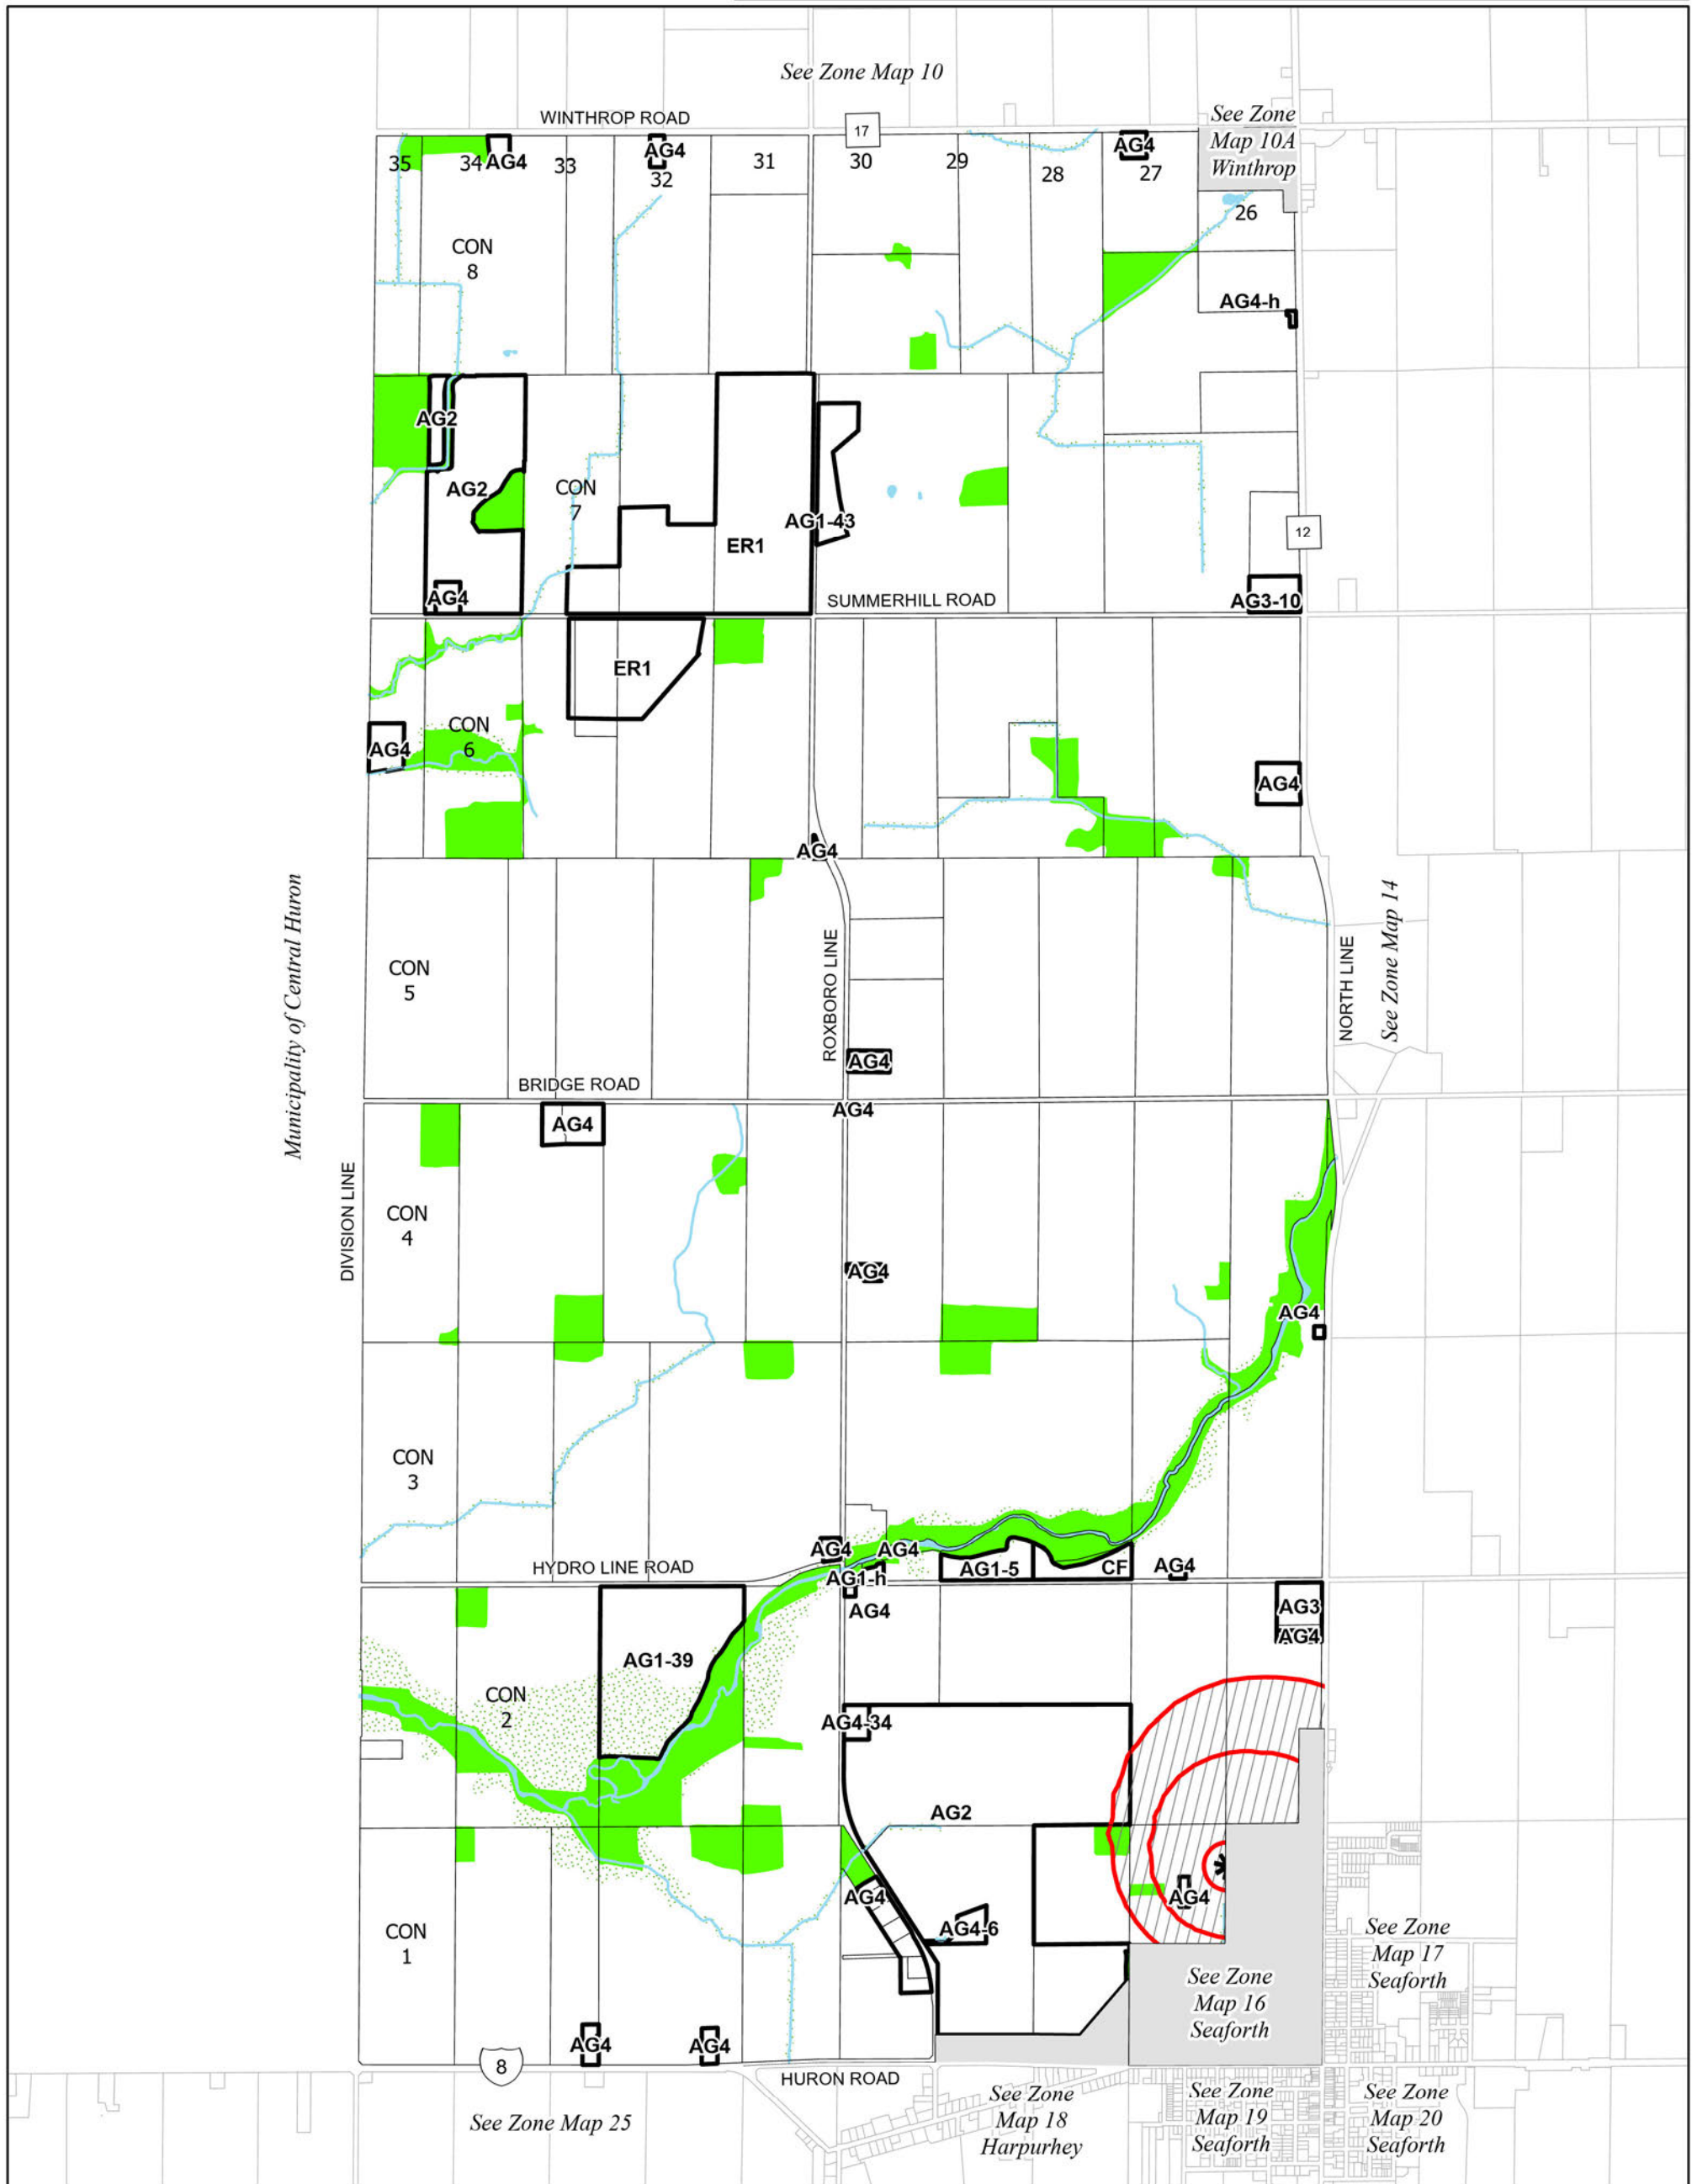 See Zone Map 10
WINTHROP ROAD
17
See Zone
Map 10A
Winthrop
35
34
AG4
33
AG4
32
31
30
29
28
AG4
27
26
CON
8
AG4-h
AG2
AG2
CON
7
AG1-43
ER1
12
AG4
SUMMERHILL ROAD
AG3-10
ER1
CON
6
AG4
AG4
AG4
Municipality of Central Huron
CON
5
ROXBORO LINE
NORTH LINE
See Zone Map 14
AG4
BRIDGE ROAD
AG4
AG4
DIVISION LINE
CON
4
AG4
AG4
CON
3
HYDRO LINE ROAD
AG4
AG4
AG1-h
AG4
AG1-5
CF
AG4
AG3
AG4
AG1-39
CON
2
AG4-34
AG2
AG4
AG4
AG4-6
CON
1
See Zone
Map 17
Seaforth
See Zone
Map 16
Seaforth
AG4
AG4
8
HURON ROAD
See Zone Map 25
See Zone
Map 18
Harpurhey
See Zone
Map 19
Seaforth
See Zone
Map 20
Seaforth